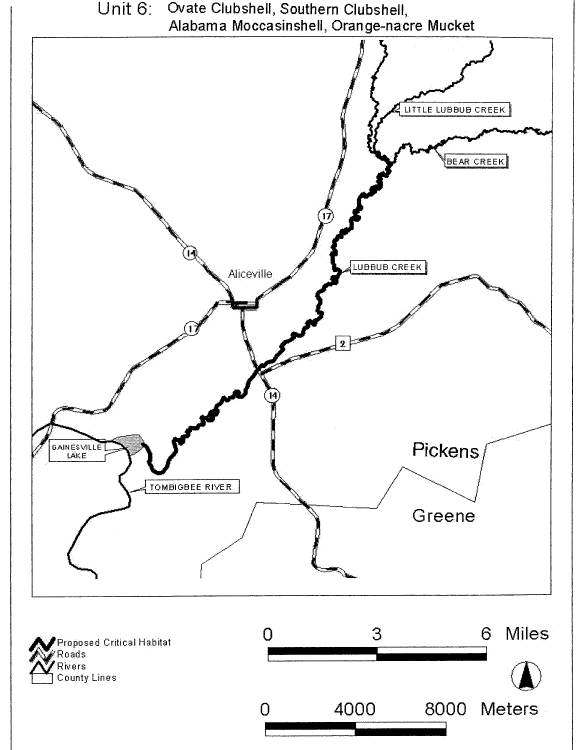 Unit 6: Ovate Clubshell, Southern Clubshell,
Alabama Moccasinshell, Orange-nacre Mucket
LITTLE LUBBUB CREEK
BEAR CREEK
17
14
LUBBUB CREEK
Aliceville
17
2
14
GAINESVILLE
LAKE
Pickens
TOMBIGBEE RIVER
Greene
Proposed Critical Habitat
Roads
Rivers
County Lines
0 3 6 Miles
0 4000 8000 Meters